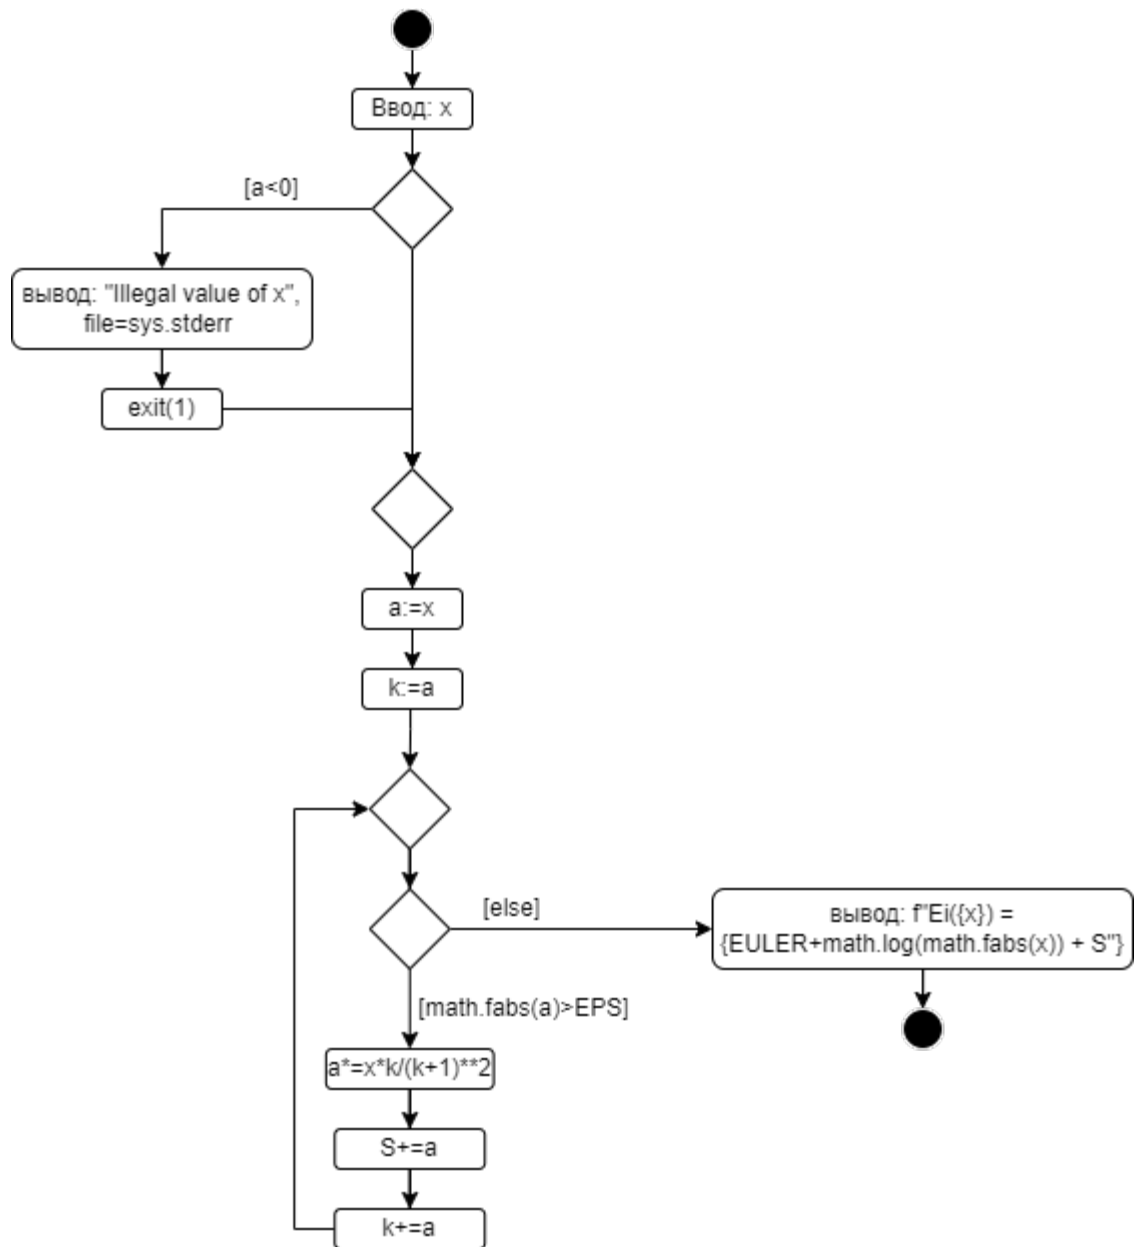 Ввод: x
[a<0]
вывод: "Illegal value of x",
file=sys.stderr
exit(1)
a:=x
k:=a
[else]
вывод: f"Ei({x}) =
{EULER+math.log(math.fabs(x)) + S"}
[math.fabs(a)>EPS]
a*=x*k/(k+1)**2
S+=a
k+=a